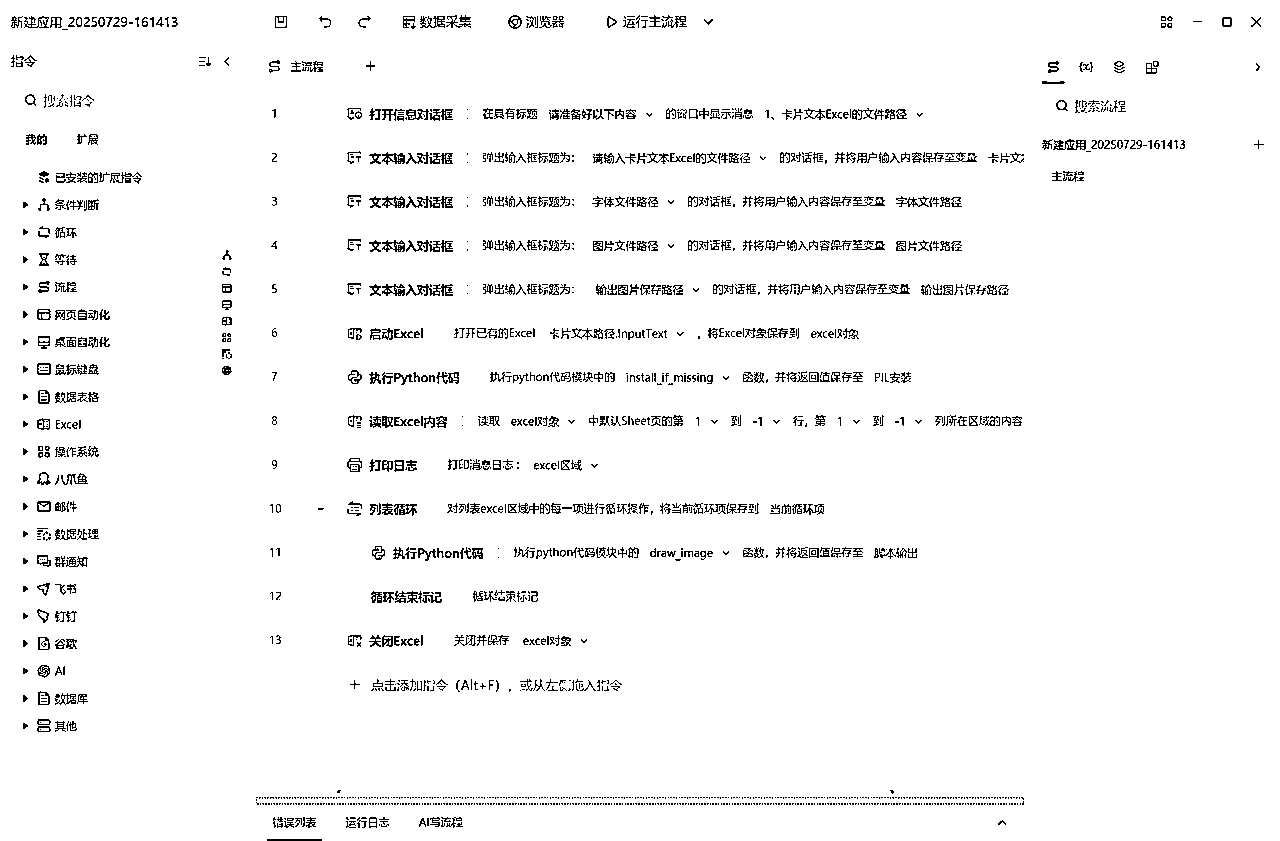 新建应用_20250729-161413
数据采集 浏览器 运行主流程
指令
搜索指令
我的 扩展
已安装的扩展指令
条件判断
循环
等待
流程
网页自动化
桌面自动化
鼠标键盘
数据表格
Excel
操作系统
八爪鱼
邮件
数据处理
群通知
飞书
钉钉
谷歌
AI
数据库
其他
主流程
1 打开信息对话框 在具有标题 请准备好以下内容 的窗口中显示消息 1、卡片文本Excel的文件路径
2 文本输入对话框 弹出输入框标题为: 请输入卡片文本Excel的文件路径 的对话框,并将用户输入内容保存至变量 卡片文
3 文本输入对话框 弹出输入框标题为: 字体文件路径 的对话框,并将用户输入内容保存至变量 字体文件路径
4 文本输入对话框 弹出输入框标题为: 图片文件路径 的对话框,并将用户输入内容保存至变量 图片文件路径
5 文本输入对话框 弹出输入框标题为: 输出图片保存路径 的对话框,并将用户输入内容保存至变量 输出图片保存路径
6 启动Excel 打开已有的Excel 卡片文本路径.InputText ,将Excel对象保存到 excel对象
7 执行Python代码 执行python代码模块中的 install_if_missing 函数,并将返回值保存至 PIL安装
8 读取Excel内容 读取 excel对象 中默认Sheet页的第 1 到 -1 行,第 1 到 -1 列所在区域的内容
9 打印日志 打印消息日志: excel区域
10 列表循环 对列表excel区域中的每一项进行循环操作,将当前循环项保存到 当前循环项
11 执行Python代码 执行python代码模块中的 draw_image 函数,并将返回值保存至 脚本输出
12 循环结束标记 循环结束标记
13 关闭Excel 关闭并保存 excel对象
点击添加指令(Alt+F),或从左侧拖入指令
错误列表 运行日志 AI写流程
搜索流程
新建应用_20250729-161413
主流程